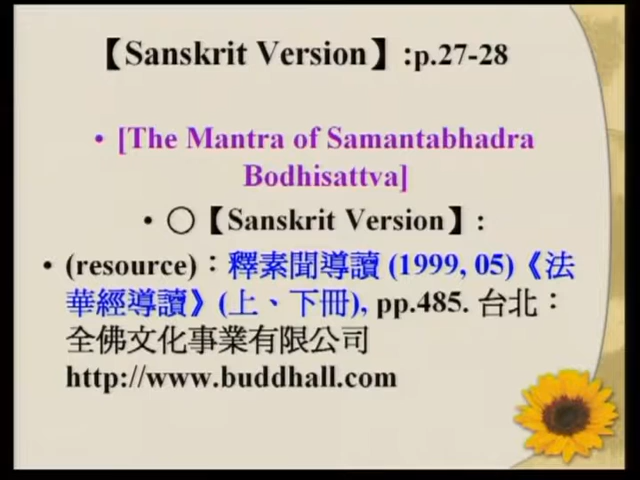 【Sanskrit Version】:p.27-28
• [The Mantra of Samantabhadra
Bodhisattva]
• ○【Sanskrit Version】:
• (resource)：釋素聞導讀 (1999, 05)《法
華經導讀》(上、下冊), pp.485. 台北：
全佛文化事業有限公司
http://www.buddhall.com